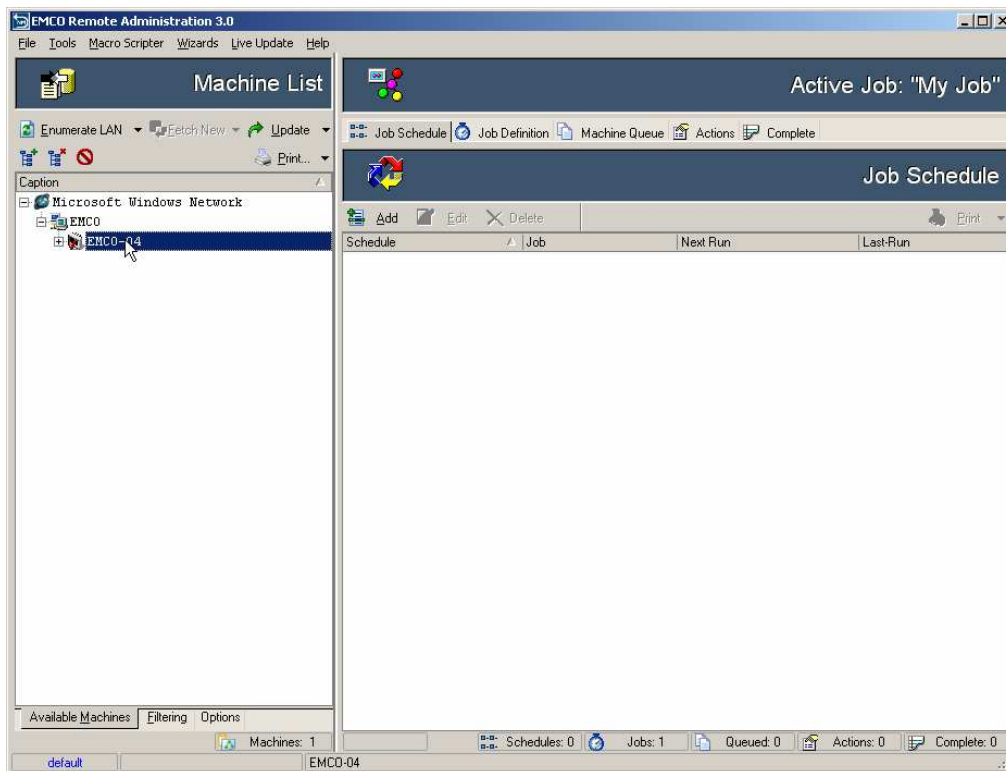 EMCO Remote Administration 3.0
File Tools Macro Scripter Wizards Live Update Help
Machine List
Active Job: "My Job"
Enumerate LAN Fetch New Update
Print...
Job Schedule Job Definition Machine Queue Actions Complete
Job Schedule
Caption
Microsoft Windows Network
EMCO
EMCO-04
Add Edit Delete Print
Schedule Job Next Run Last-Run
Available Machines Filtering Options
Machines: 1
Schedules: 0 Jobs: 1 Queued: 0 Actions: 0 Complete: 0
default EMCO-04